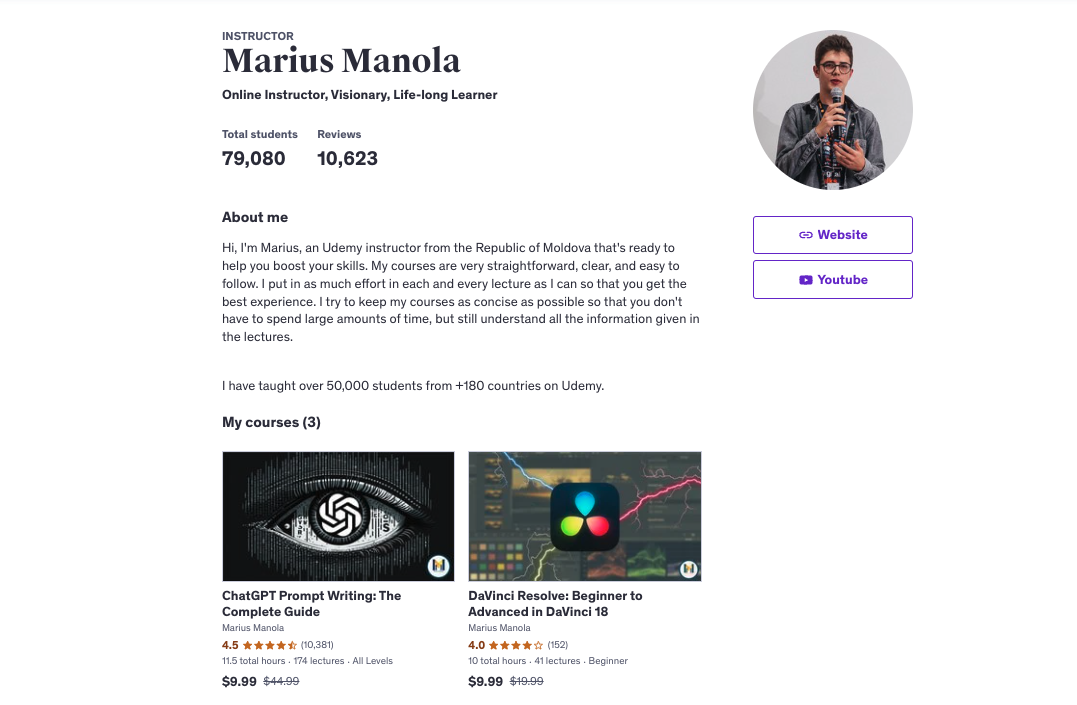 INSTRUCTOR
Marius Manola
Online Instructor, Visionary, Life-long Learner
Total students Reviews
79,080 10,623
Website
Youtube
About me
Hi, I'm Marius, an Udemy instructor from the Republic of Moldova that's ready to
help you boost your skills. My courses are very straightforward, clear, and easy to
follow. I put in as much effort in each and every lecture as I can so that you get the
best experience. I try to keep my courses as concise as possible so that you don't
have to spend large amounts of time, but still understand all the information given in
the lectures.
I have taught over 50,000 students from +180 countries on Udemy.
My courses (3)
ChatGPT Prompt Writing: The
Complete Guide
Marius Manola
4.5 (10,381)
11.5 total hours · 174 lectures · All Levels
$9.99 $44.99
DaVinci Resolve: Beginner to
Advanced in DaVinci 18
Marius Manola
4.0 (152)
10 total hours · 41 lectures · Beginner
$9.99 $19.99